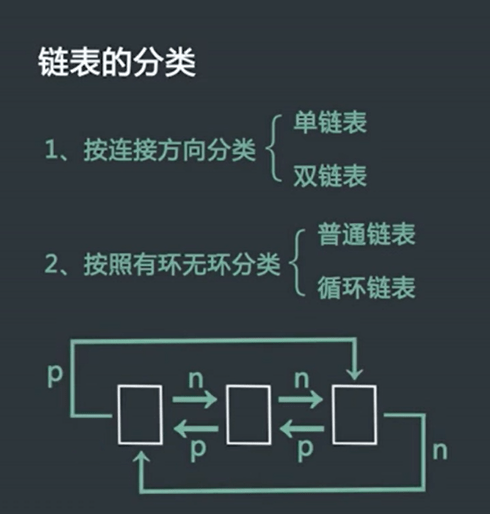 链表的分类
1、按连接方向分类
单链表
双链表
2、按照有环无环分类
普通链表
循环链表
p
n
n
p
p
n